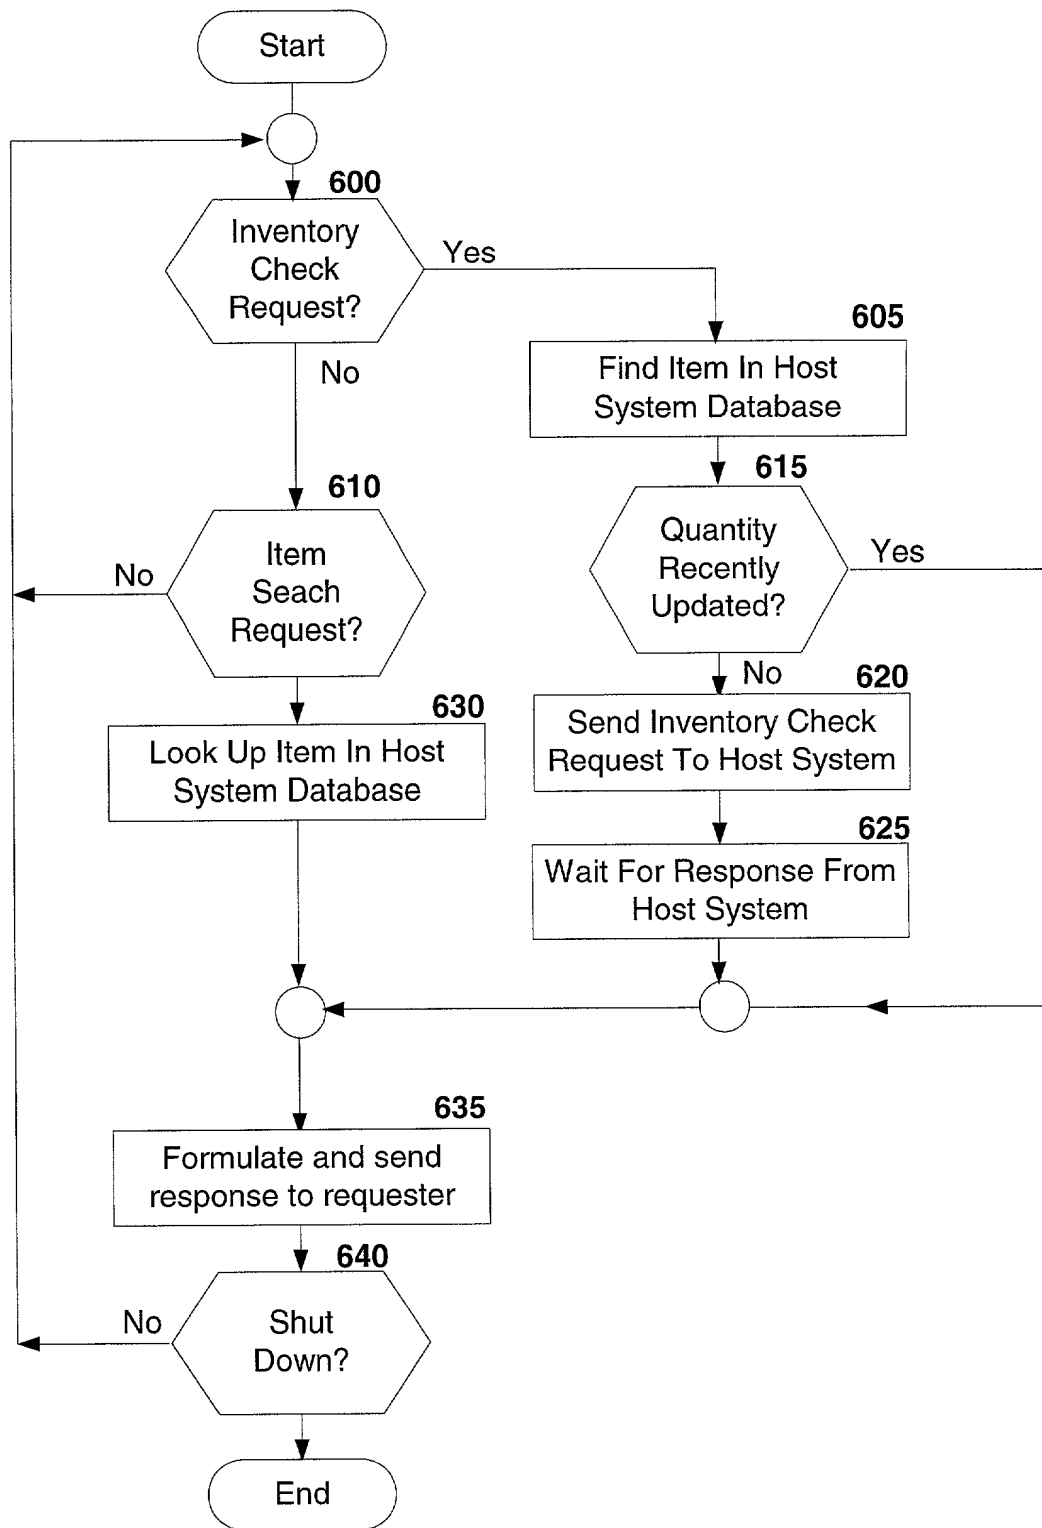 Start
600
Inventory
Check
Request?
Yes
No
605
Find Item In Host
System Database
610
Item
Seach
Request?
No
615
Quantity
Recently
Updated?
Yes
No
620
Send Inventory Check
Request To Host System
630
Look Up Item In Host
System Database
625
Wait For Response From
Host System
635
Formulate and send
response to requester
640
Shut
Down?
No
End